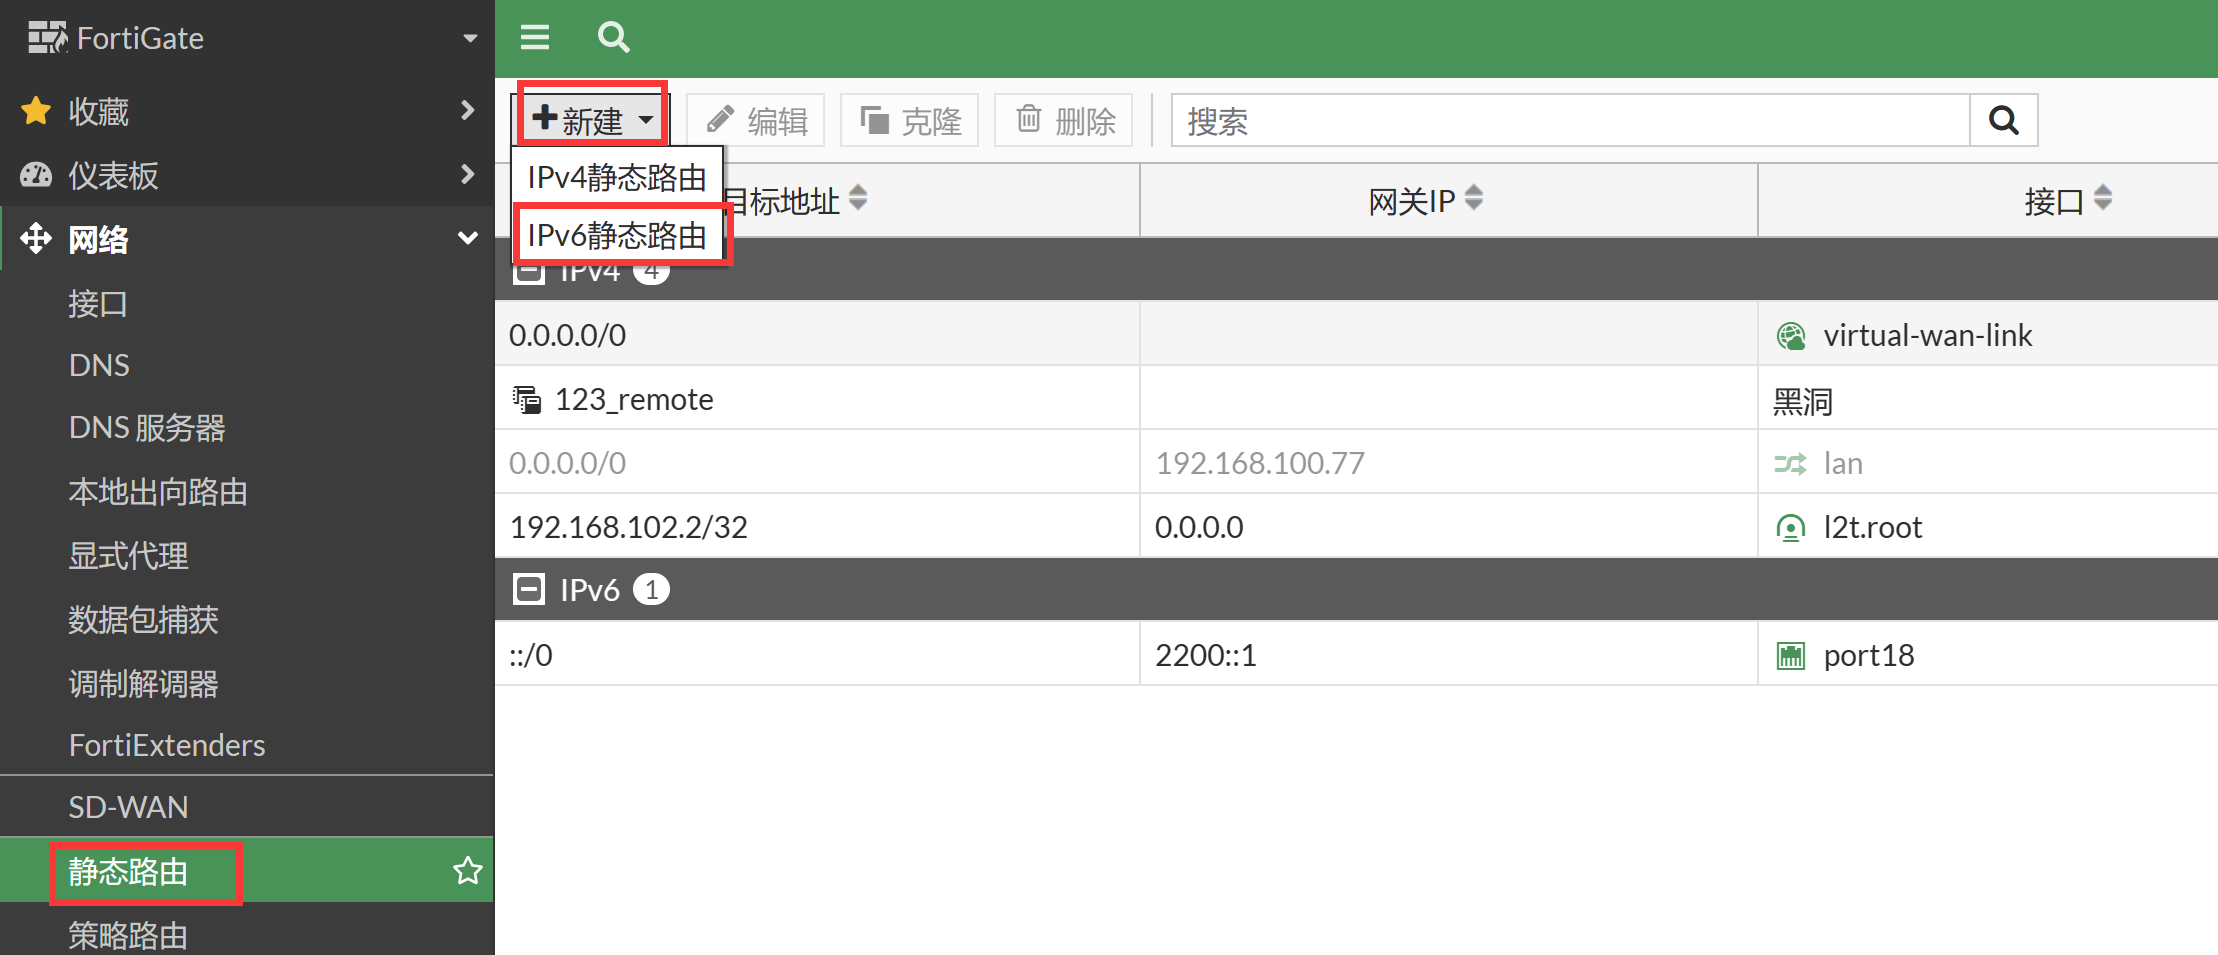 FortiGate
收藏
仪表板
网络
接口
DNS
DNS 服务器
本地出向路由
显式代理
数据包捕获
调制解调器
FortiExtenders
SD-WAN
静态路由
策略路由
新建 编辑 克隆 删除 搜索
IPv4静态路由
IPv6静态路由
目标地址 网关IP 接口
IPv4 4
0.0.0.0/0 virtual-wan-link
123_remote 黑洞
0.0.0.0/0 192.168.100.77 lan
192.168.102.2/32 0.0.0.0 l2t.root
IPv6 1
::/0 2200::1 port18